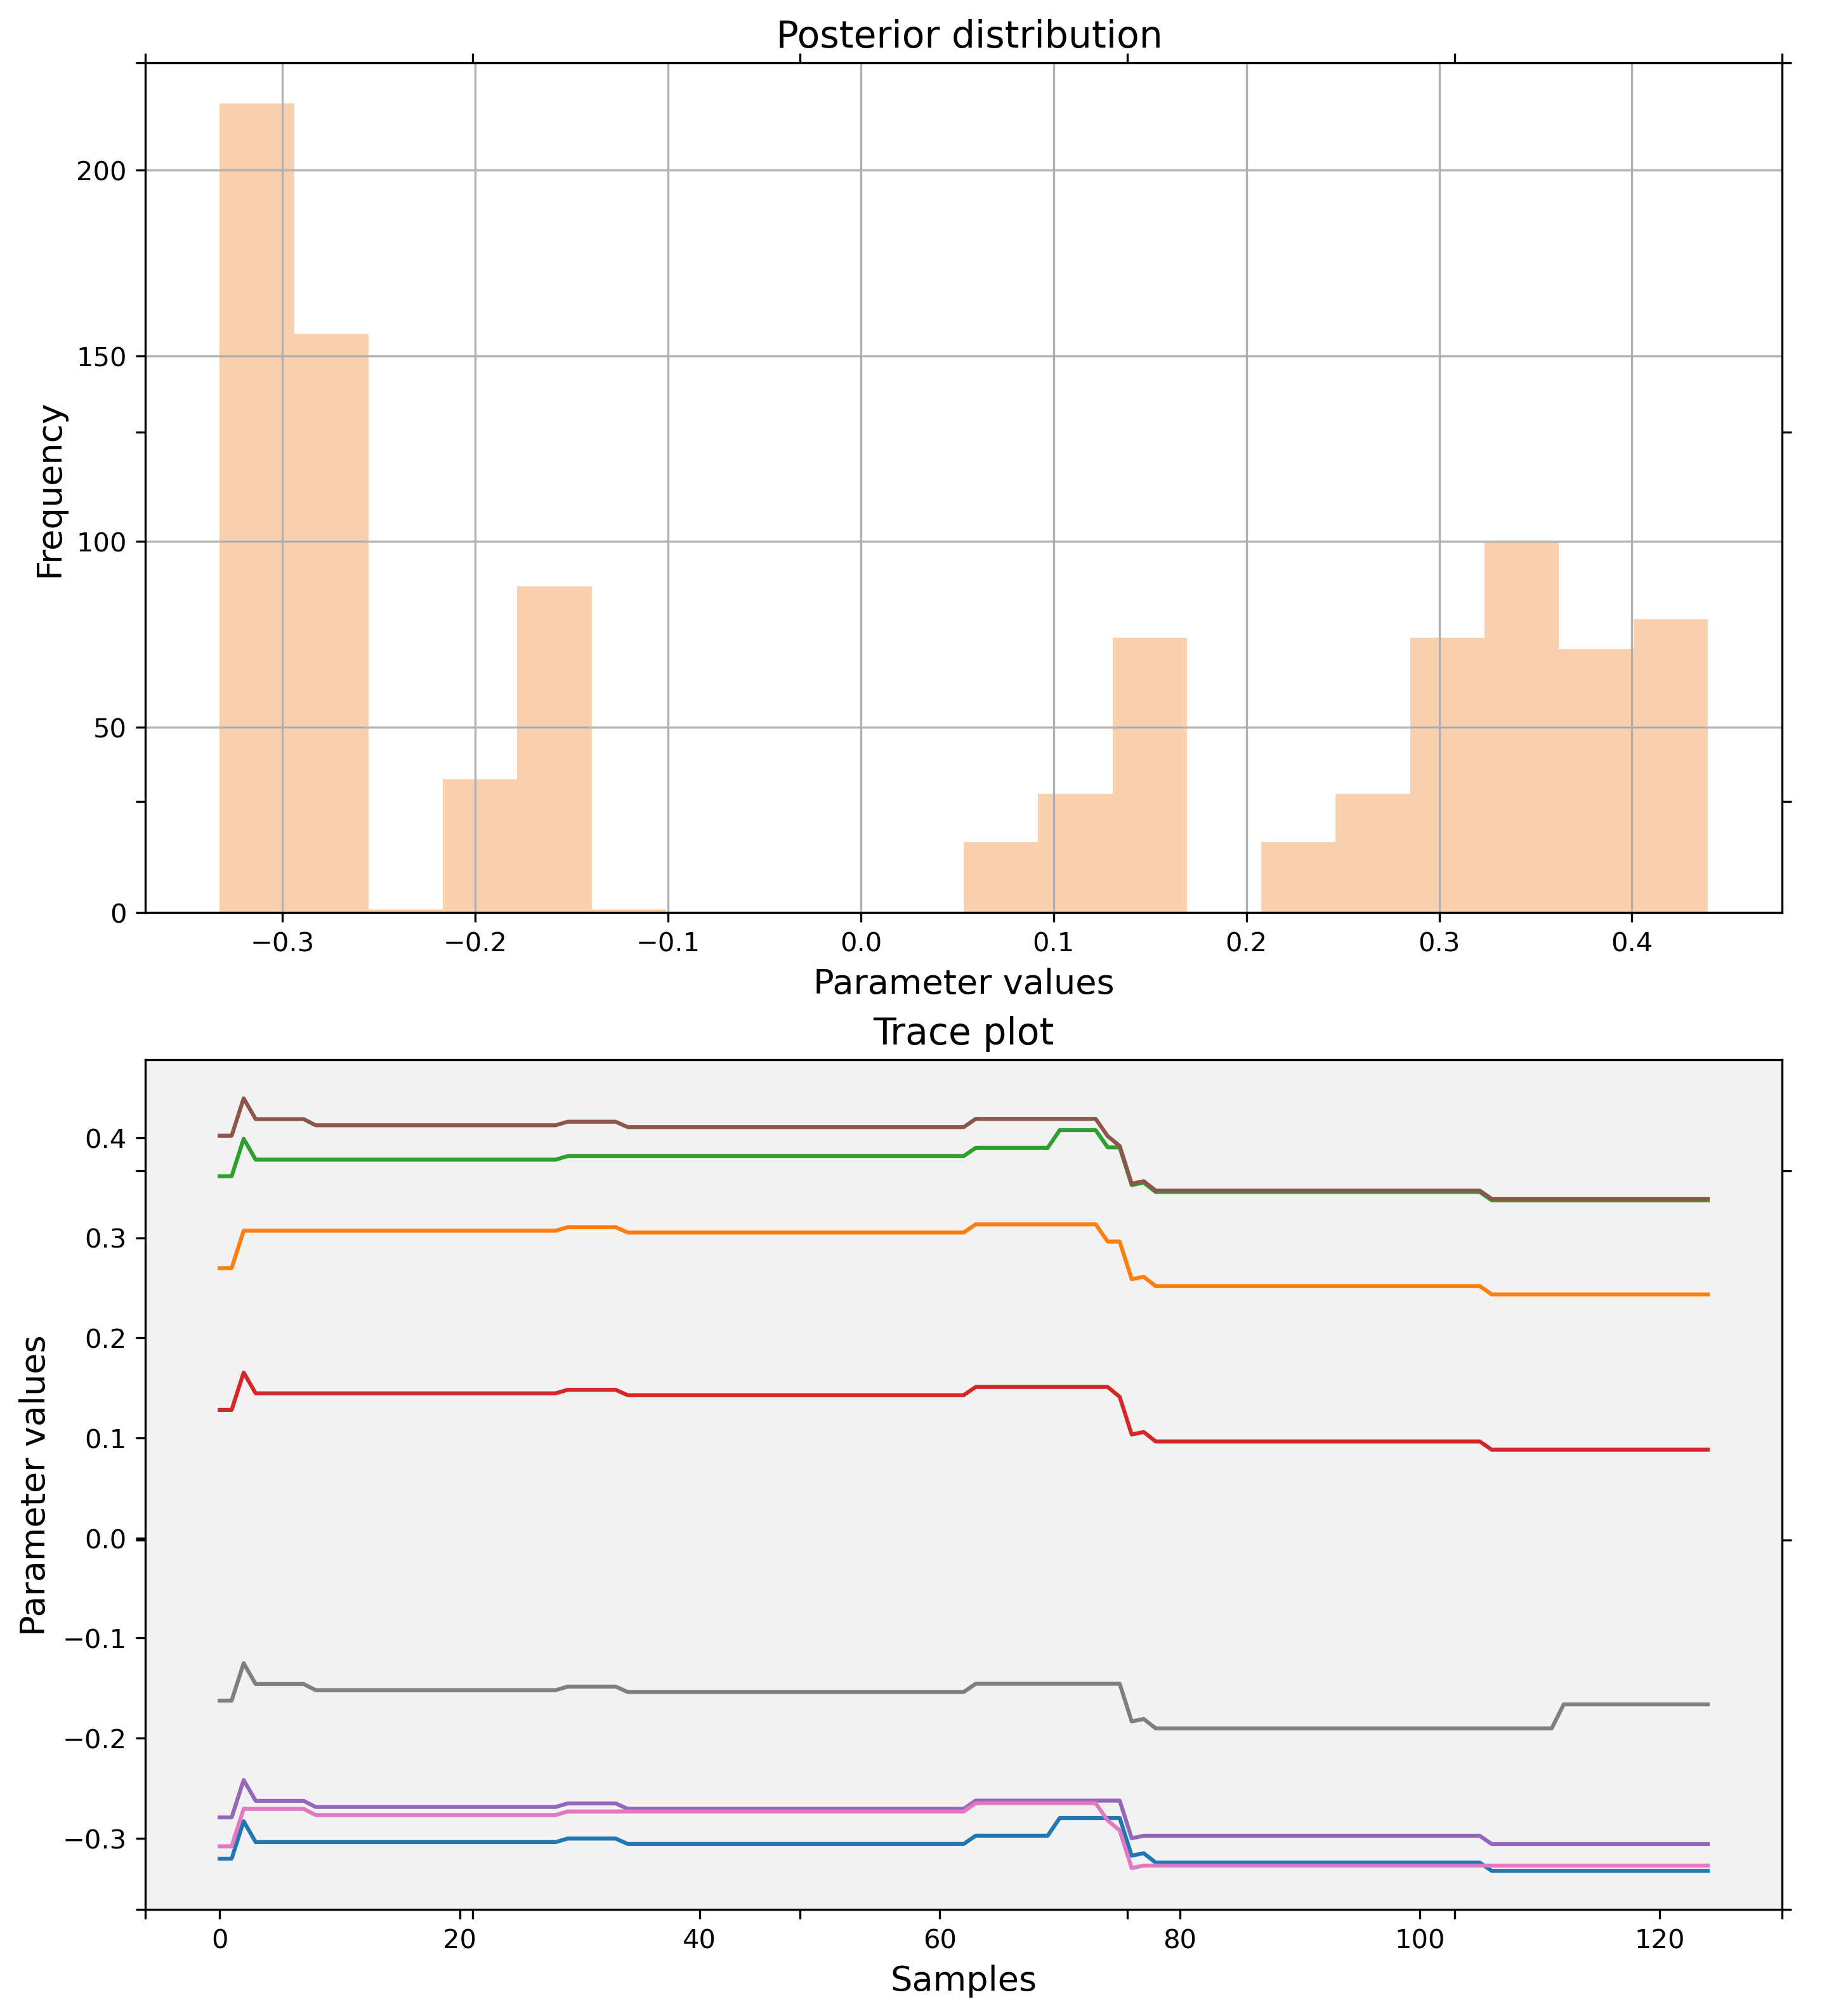 Posterior distribution
Frequency
200
150
100
50
0
−0.3 −0.2 −0.1 0.0 0.1 0.2 0.3 0.4
Parameter values
Trace plot
Parameter values
0.4
0.3
0.2
0.1
0.0
−0.1
−0.2
−0.3
0 20 40 60 80 100 120
Samples